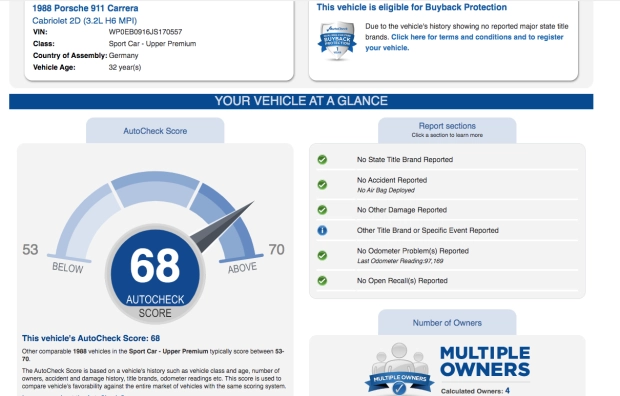 1988 Porsche 911 Carrera
Cabriolet 2D (3.2L H6 MPI)
VIN: WP0EB0916JS170557
Class: Sport Car - Upper Premium
Country of Assembly: Germany
Vehicle Age: 32 year(s)
This vehicle is eligible for Buyback Protection
AutoCheck
BUYBACK
PROTECTION
Due to the vehicle's history showing no reported major state title
brands. Click here for terms and conditions and to register
your vehicle.
YOUR VEHICLE AT A GLANCE
AutoCheck Score
53
BELOW
68
AUTOCHECK
SCORE
ABOVE
70
This vehicle's AutoCheck Score: 68
Other comparable 1988 vehicles in the Sport Car - Upper Premium typically score between 53-
70.
The AutoCheck Score is based on a vehicle's history such as vehicle class and age, number of
owners, accident and damage history, title brands, odometer readings etc. This score is used to
compare vehicle's favorability against the entire market of vehicles with the same scoring system.
Report sections
Click a section to learn more
No State Title Brand Reported
No Accident Reported
No Air Bag Deployed
No Other Damage Reported
Other Title Brand or Specific Event Reported
No Odometer Problem(s) Reported
Last Odometer Reading:97,169
No Open Recall(s) Reported
Number of Owners
MULTIPLE OWNERS
MULTIPLE
OWNERS
Calculated Owners: 4